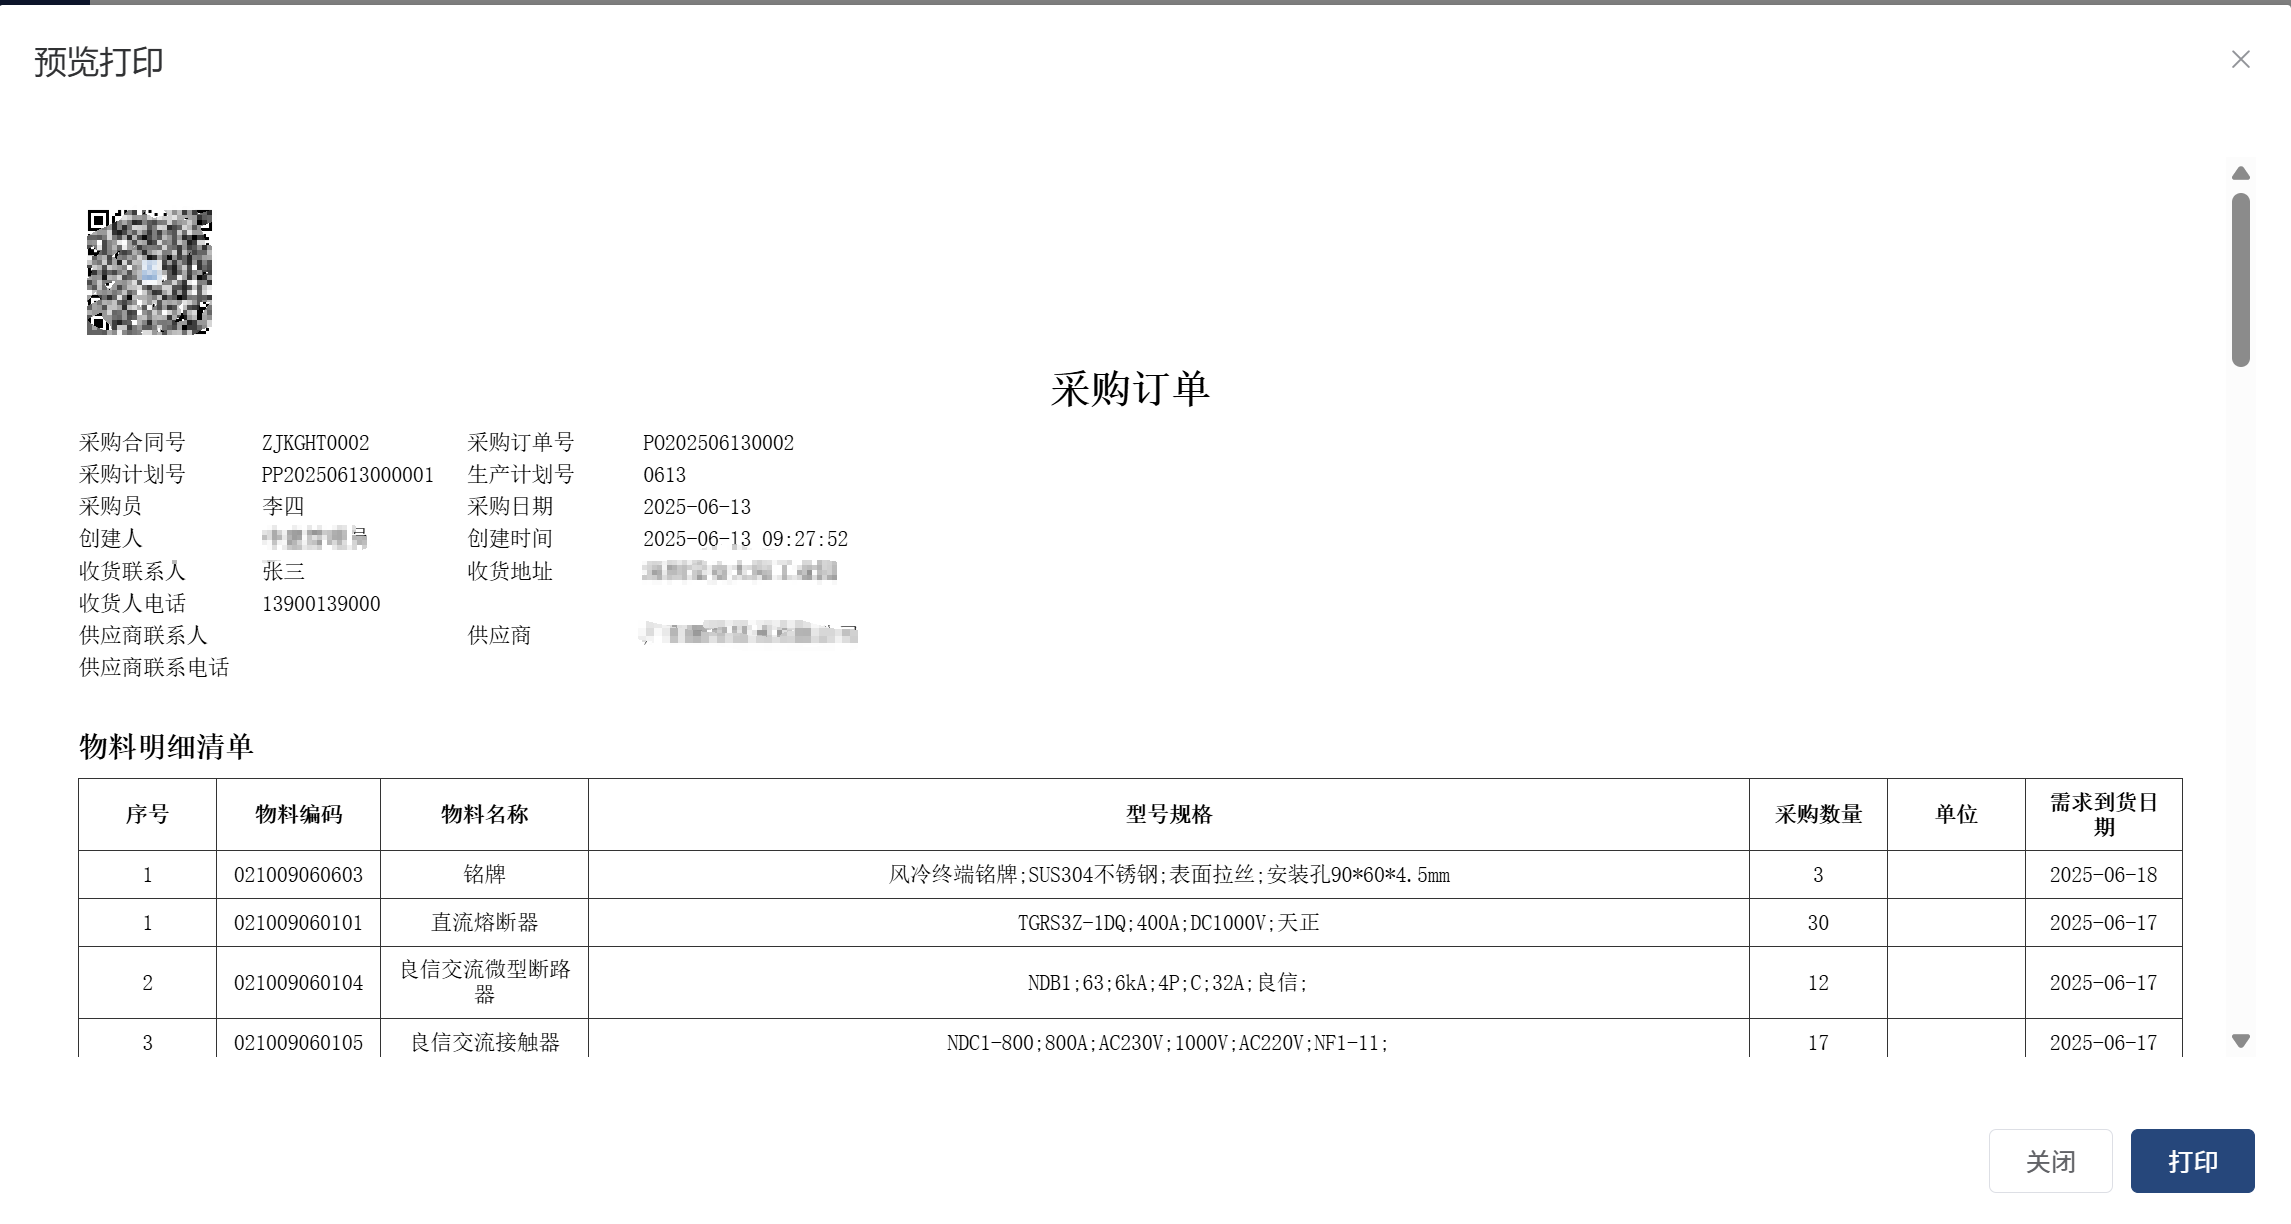 预览打印
采购订单
采购合同号 ZJKGHT0002 采购订单号 PO202506130002
采购计划号 PP20250613000001 生产计划号 0613
采购员 李四 采购日期 2025-06-13
创建人 创建时间 2025-06-13 09:27:52
收货联系人 张三 收货地址
收货人电话 13900139000
供应商联系人 供应商
供应商联系电话
物料明细清单
序号 物料编码 物料名称 型号规格 采购数量 单位 需求到货日
期
1 021009060603 铭牌 风冷终端铭牌;SUS304不锈钢;表面拉丝;安装孔90*60*4.5mm 3 2025-06-18
1 021009060101 直流熔断器 TGRS3Z-1DQ;400A;DC1000V;天正 30 2025-06-17
2 021009060104 良信交流微型断路
器 NDB1;63;6kA;4P;C;32A;良信; 12 2025-06-17
3 021009060105 良信交流接触器 NDC1-800;800A;AC230V;1000V;AC220V;NF1-11; 17 2025-06-17
关闭 打印